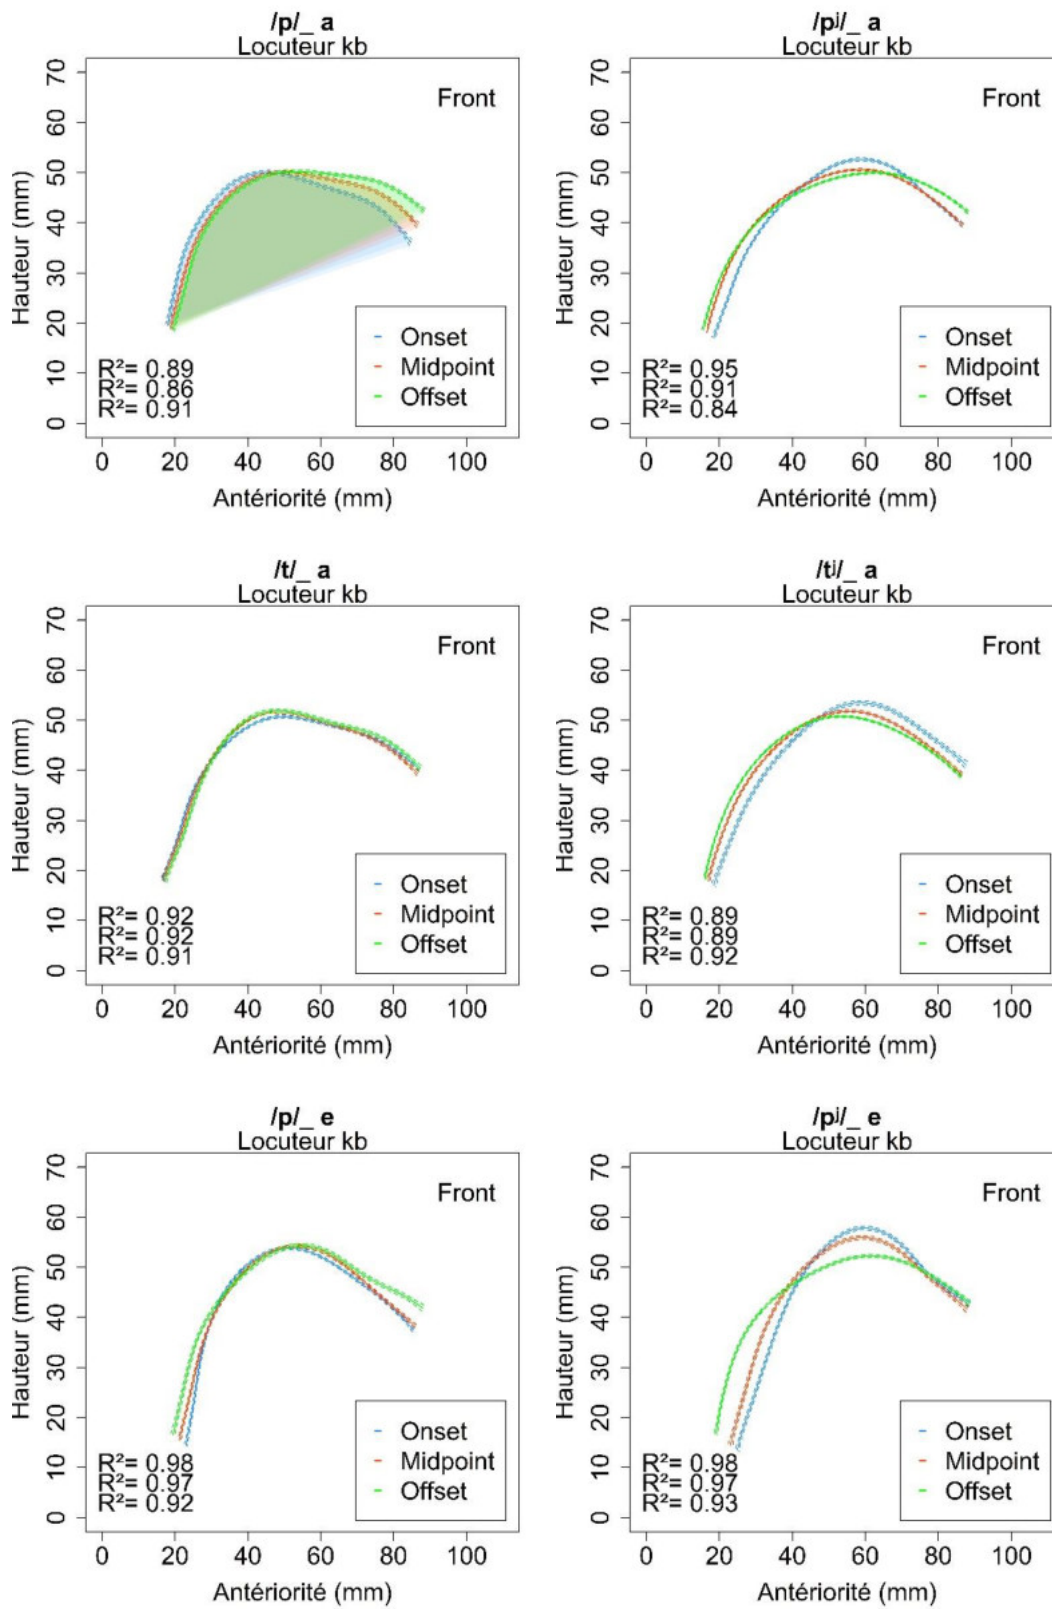 /p/_ a
Locuteur kb
Hauteur (mm)
0 10 20 30 40 50 60 70
Front
Onset
Midpoint
Offset
R²= 0.89
R²= 0.86
R²= 0.91
0 20 40 60 80 100
Antériorité (mm)
/pʲ/_ a
Locuteur kb
Hauteur (mm)
0 10 20 30 40 50 60 70
Front
Onset
Midpoint
Offset
R²= 0.95
R²= 0.91
R²= 0.84
0 20 40 60 80 100
Antériorité (mm)
/t/_ a
Locuteur kb
Hauteur (mm)
0 10 20 30 40 50 60 70
Front
Onset
Midpoint
Offset
R²= 0.92
R²= 0.92
R²= 0.91
0 20 40 60 80 100
Antériorité (mm)
/tʲ/_ a
Locuteur kb
Hauteur (mm)
0 10 20 30 40 50 60 70
Front
Onset
Midpoint
Offset
R²= 0.89
R²= 0.89
R²= 0.92
0 20 40 60 80 100
Antériorité (mm)
/p/_ e
Locuteur kb
Hauteur (mm)
0 10 20 30 40 50 60 70
Front
Onset
Midpoint
Offset
R²= 0.98
R²= 0.97
R²= 0.92
0 20 40 60 80 100
Antériorité (mm)
/pʲ/_ e
Locuteur kb
Hauteur (mm)
0 10 20 30 40 50 60 70
Front
Onset
Midpoint
Offset
R²= 0.98
R²= 0.97
R²= 0.93
0 20 40 60 80 100
Antériorité (mm)